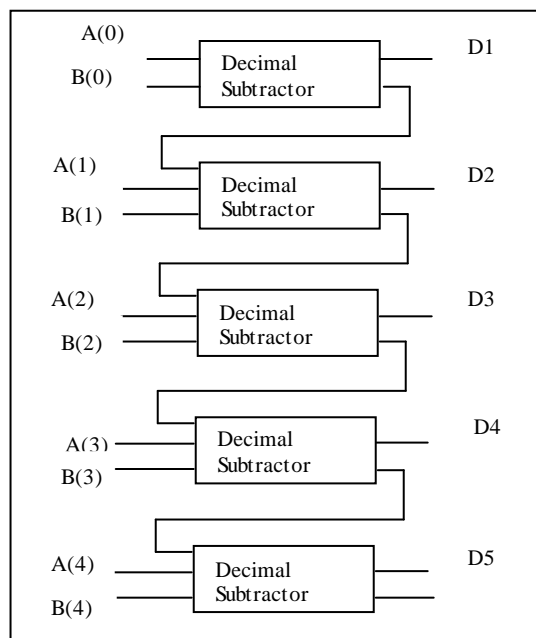 A(0)
D1
B(0)
Decimal
Subtractor
A(1)
D2
B(1)
Decimal
Subtractor
A(2)
D3
B(2)
Decimal
Subtractor
A(3)
D4
B(3)
Decimal
Subtractor
A(4)
D5
B(4)
Decimal
Subtractor